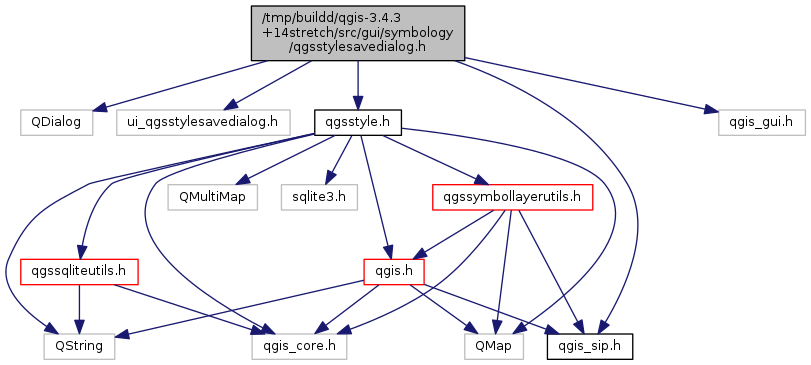 /tmp/buildd/qgis-3.4.3
+14stretch/src/gui/symbology
/qgsstylesavedialog.h
QDialog
ui_qgsstylesavedialog.h
qgsstyle.h
qgis_gui.h
QMultiMap
sqlite3.h
qgssymbollayerutils.h
qgssqliteutils.h
qgis.h
QString
qgis_core.h
QMap
qgis_sip.h